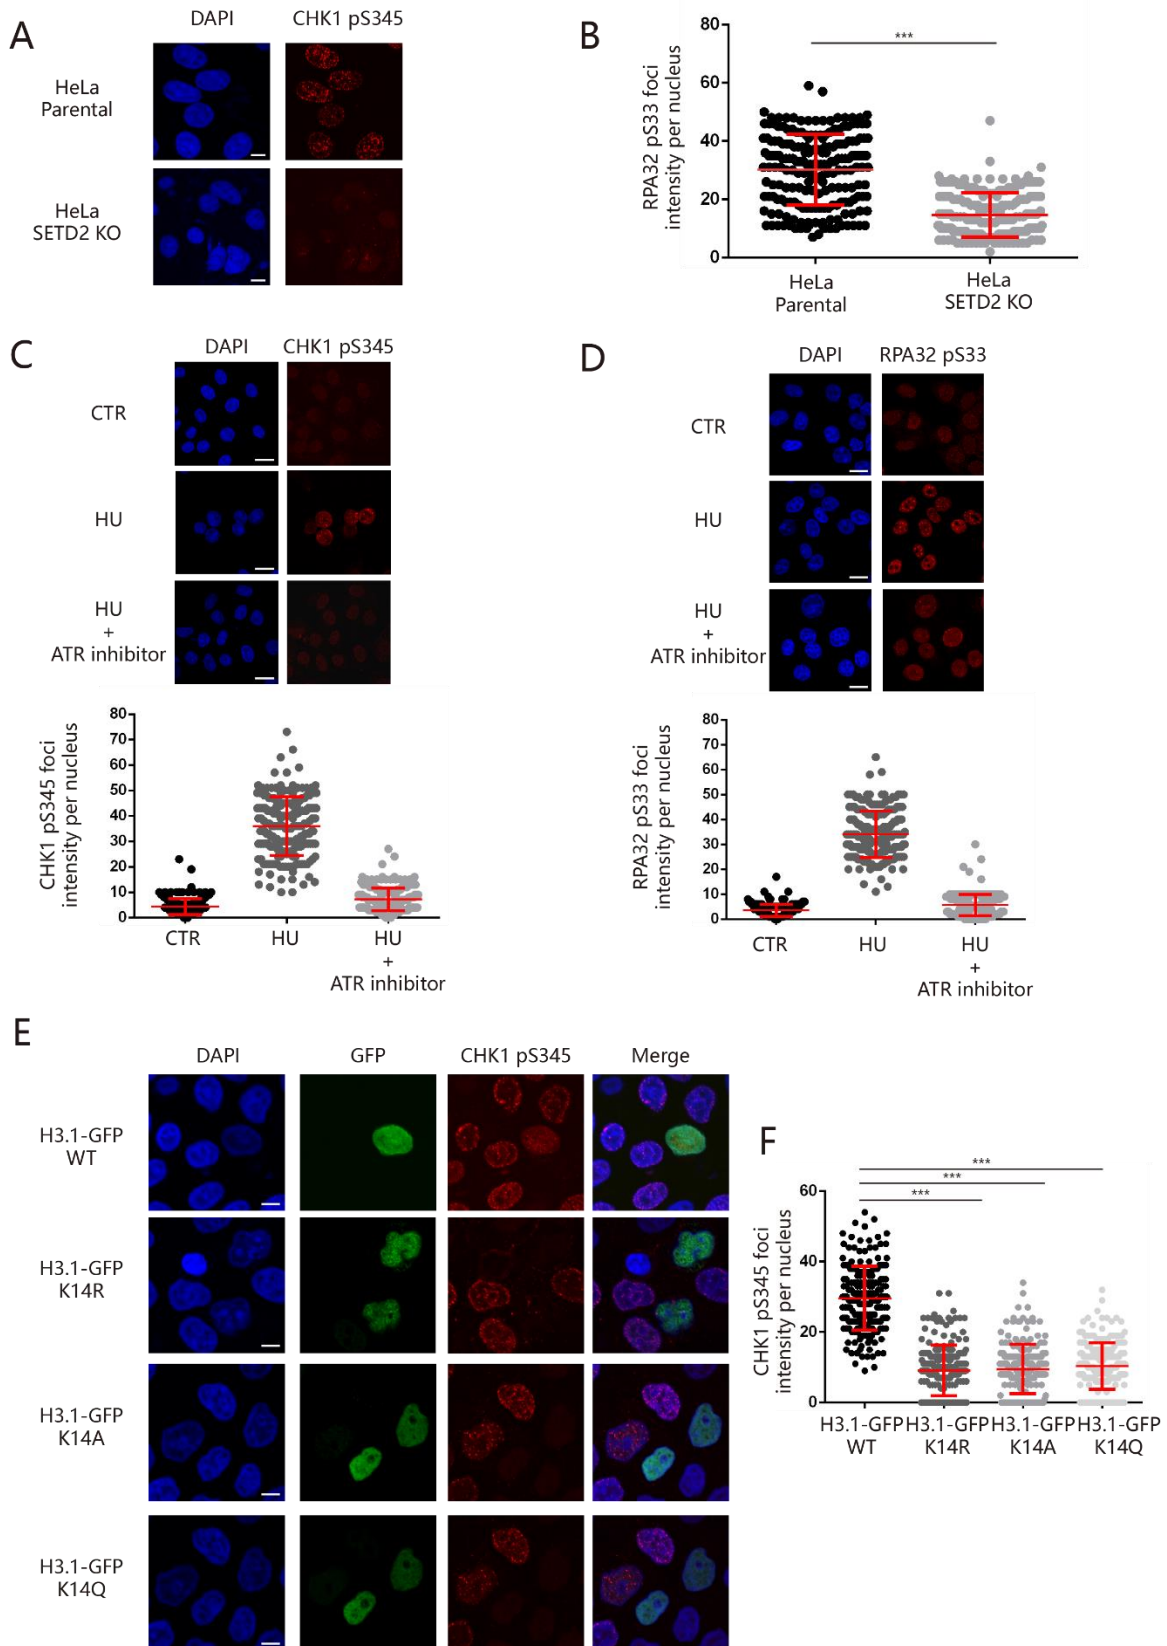 A
DAPI CHK1 pS345
HeLa
Parental
HeLa
SETD2 KO
B
80
60
40
20
0
RPA32 pS33 foci
intensity per nucleus
***
HeLa
Parental
HeLa
SETD2 KO
C
DAPI CHK1 pS345
CTR
HU
HU
+
ATR inhibitor
80
70
60
50
40
30
20
10
0
CHK1 pS345 foci
intensity per nucleus
CTR
HU
HU
+
ATR inhibitor
D
DAPI RPA32 pS33
CTR
HU
HU
+
ATR inhibitor
80
70
60
50
40
30
20
10
0
RPA32 pS33 foci
intensity per nucleus
CTR
HU
HU
+
ATR inhibitor
E
DAPI GFP CHK1 pS345 Merge
H3.1-GFP
WT
H3.1-GFP
K14R
H3.1-GFP
K14A
H3.1-GFP
K14Q
F
***
***
***
60
40
20
0
CHK1 pS345 foci
intensity per nucleus
H3.1-GFP H3.1-GFP H3.1-GFP H3.1-GFP
WT K14R K14A K14Q